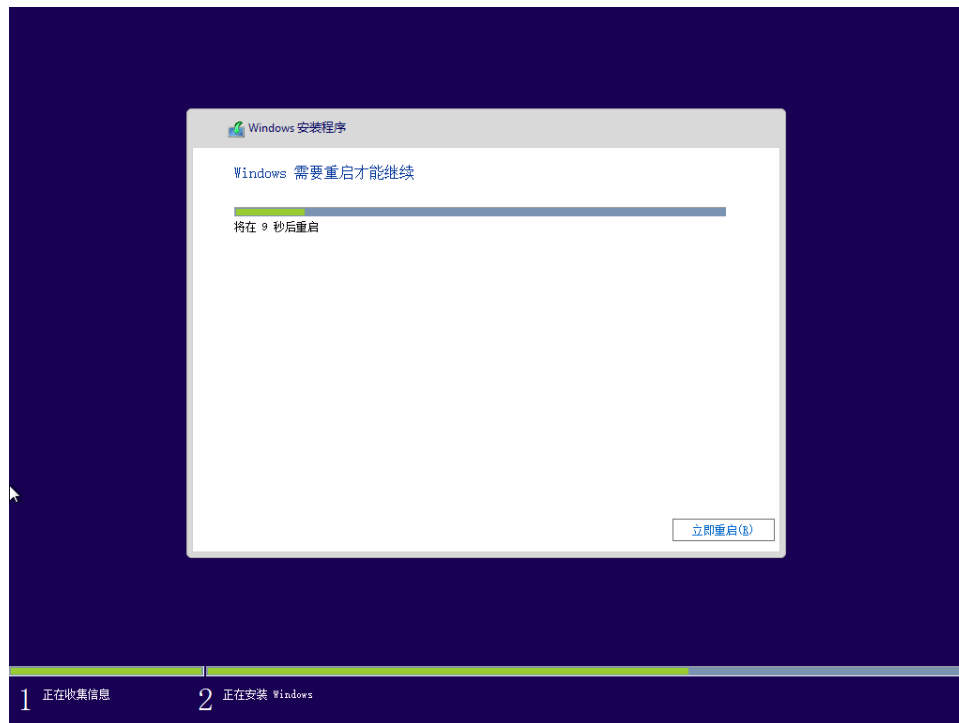 Windows 安装程序
Windows 需要重启才能继续
将在 9 秒后重启
立即重启(R)
1 正在收集信息
2 正在安装 Windows